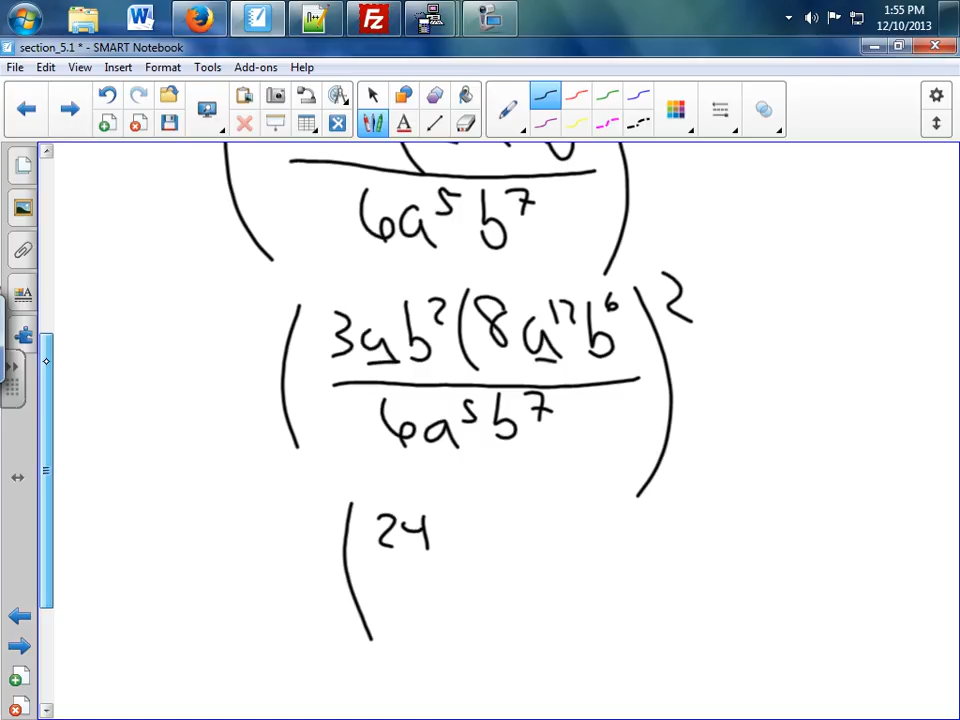 1:55 PM
12/10/2013
section_5.1 * - SMART Notebook
File Edit View Insert Format Tools Add-ons Help
6a⁵b⁷
(3ab²(8a¹²b⁶)²
6a⁵b⁷
(24